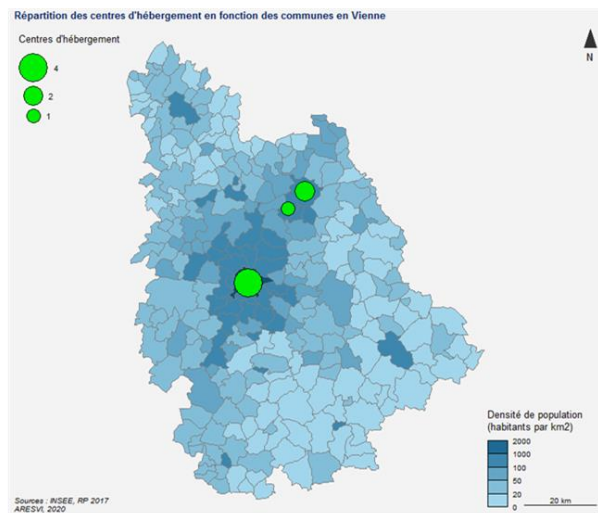 Répartition des centres d'hébergement en fonction des communes en Vienne
Centres d'hébergement
4
2
1
N
Densité de population
(habitants par km2)
2000
1000
100
50
20
0
20 km
Sources : INSEE, RP 2017
ARESVI, 2020